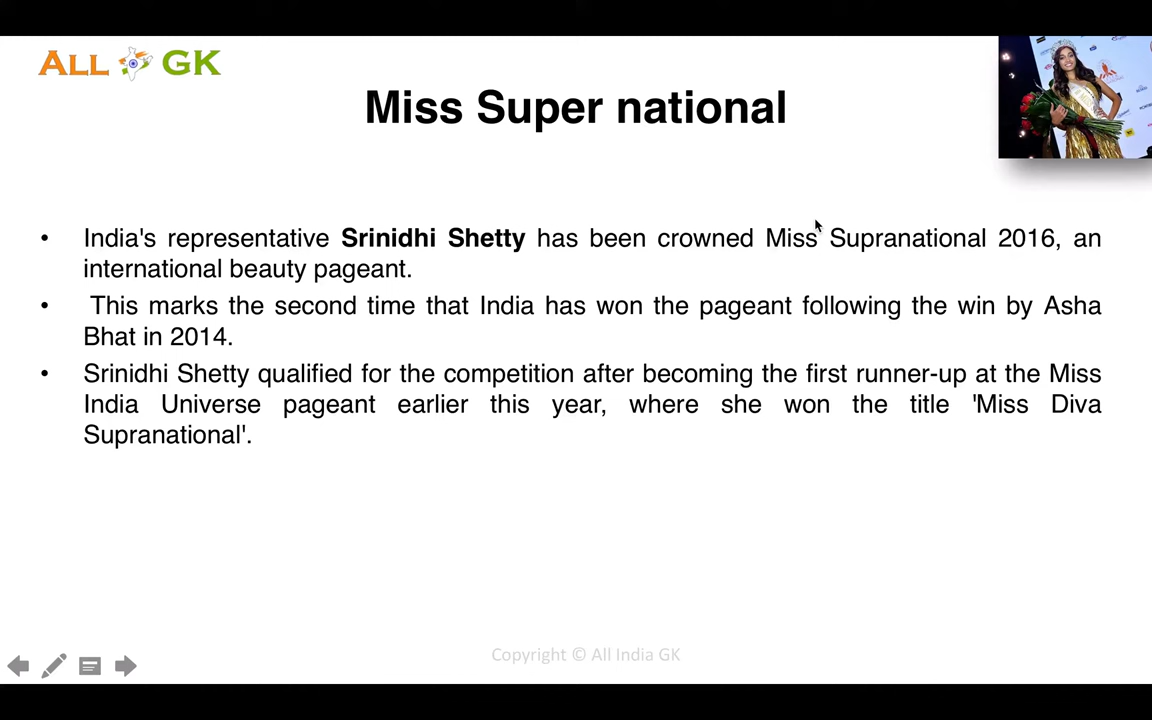 ALL GK
Miss Super national
• India's representative Srinidhi Shetty has been crowned Miss Supranational 2016, an
international beauty pageant.
• This marks the second time that India has won the pageant following the win by Asha
Bhat in 2014.
• Srinidhi Shetty qualified for the competition after becoming the first runner-up at the Miss
India Universe pageant earlier this year, where she won the title 'Miss Diva
Supranational'.
Copyright © All India GK